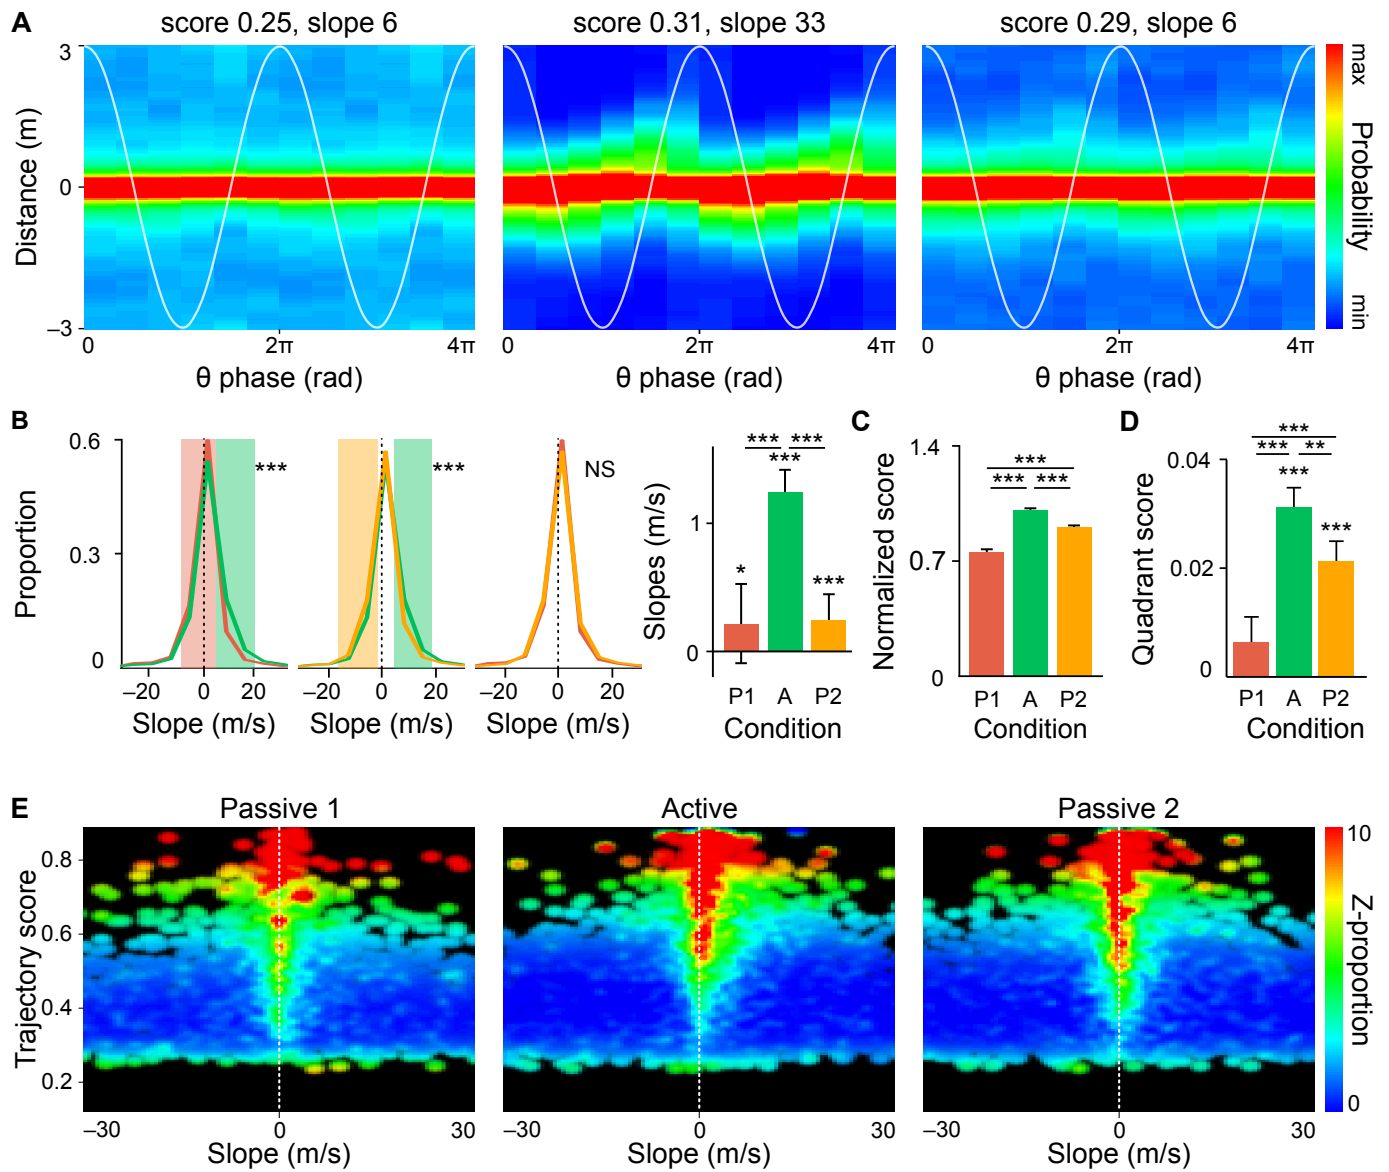 A
score 0.25, slope 6
score 0.31, slope 33
score 0.29, slope 6
Distance (m)
3
0
–3
0
2π
4π
0
2π
4π
0
2π
4π
θ phase (rad)
θ phase (rad)
θ phase (rad)
max
Probability
min
B
Proportion
0.6
0.3
0
***
***
NS
–20
0
20
–20
0
20
–20
0
20
Slope (m/s)
Slope (m/s)
Slope (m/s)
Slopes (m/s)
1
0
***
***
***
*
***
P1
A
P2
Condition
C
Normalized score
1.4
0.7
0
***
***
***
P1
A
P2
Condition
D
Quadrant score
0.04
0.02
0
***
***
**
***
***
P1
A
P2
Condition
E
Passive 1
Active
Passive 2
Trajectory score
0.8
0.6
0.4
0.2
–30
0
30
–30
0
30
–30
0
30
Slope (m/s)
Slope (m/s)
Slope (m/s)
10
Z-proportion
0